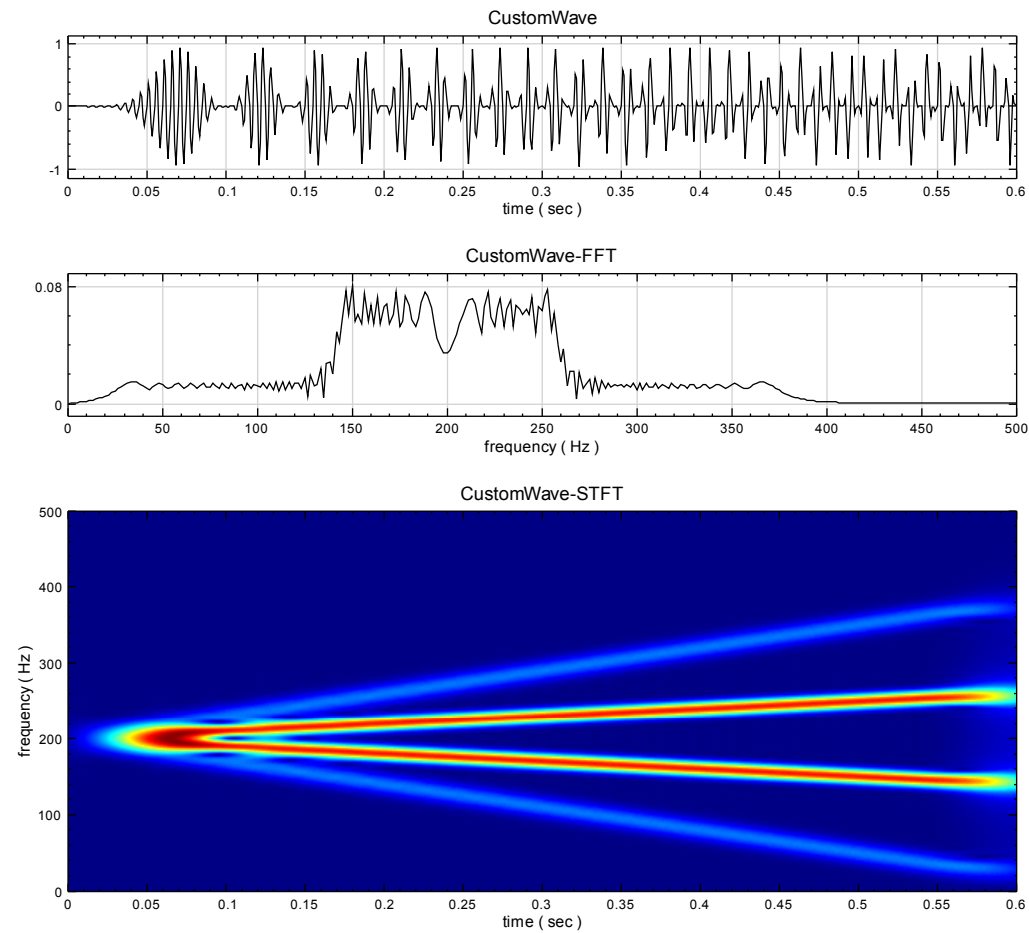 CustomWave
1
0
-1
0 0.05 0.1 0.15 0.2 0.25 0.3 0.35 0.4 0.45 0.5 0.55 0.6
time ( sec )
CustomWave-FFT
0.08
0
0 50 100 150 200 250 300 350 400 450 500
frequency ( Hz )
CustomWave-STFT
500
400
300
200
100
0
frequency ( Hz )
0 0.05 0.1 0.15 0.2 0.25 0.3 0.35 0.4 0.45 0.5 0.55 0.6
time ( sec )